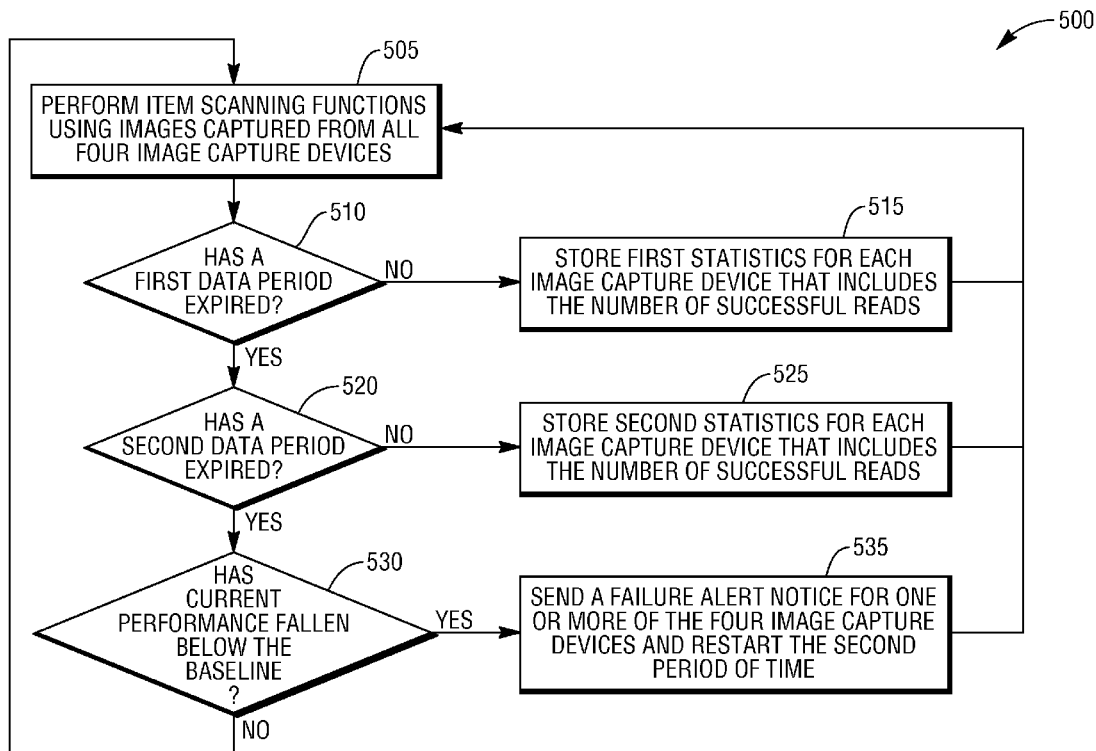 500
505
PERFORM ITEM SCANNING FUNCTIONS
USING IMAGES CAPTURED FROM ALL
FOUR IMAGE CAPTURE DEVICES
510
HAS A
FIRST DATA PERIOD
EXPIRED?
NO
515
STORE FIRST STATISTICS FOR EACH
IMAGE CAPTURE DEVICE THAT INCLUDES
THE NUMBER OF SUCCESSFUL READS
YES
520
HAS A
SECOND DATA PERIOD
EXPIRED?
NO
525
STORE SECOND STATISTICS FOR EACH
IMAGE CAPTURE DEVICE THAT INCLUDES
THE NUMBER OF SUCCESSFUL READS
YES
530
HAS
CURRENT
PERFORMANCE FALLEN
BELOW THE
BASELINE
?
YES
535
SEND A FAILURE ALERT NOTICE FOR ONE
OR MORE OF THE FOUR IMAGE CAPTURE
DEVICES AND RESTART THE SECOND
PERIOD OF TIME
NO